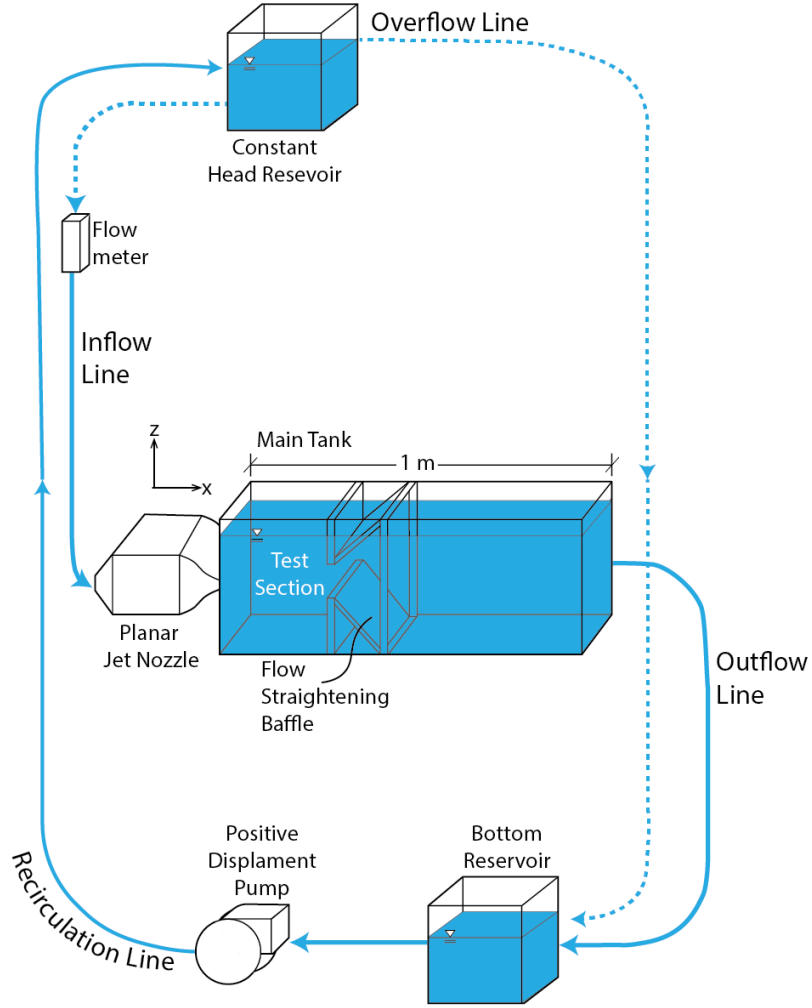 Overflow Line
Constant
Head Resevoir
Flow
meter
Inflow
Line
z
x
Main Tank
1 m
Test
Section
Planar
Jet Nozzle
Flow
Straightening
Baffle
Outflow
Line
Positive
Displament
Pump
Bottom
Reservoir
Recirculation Line